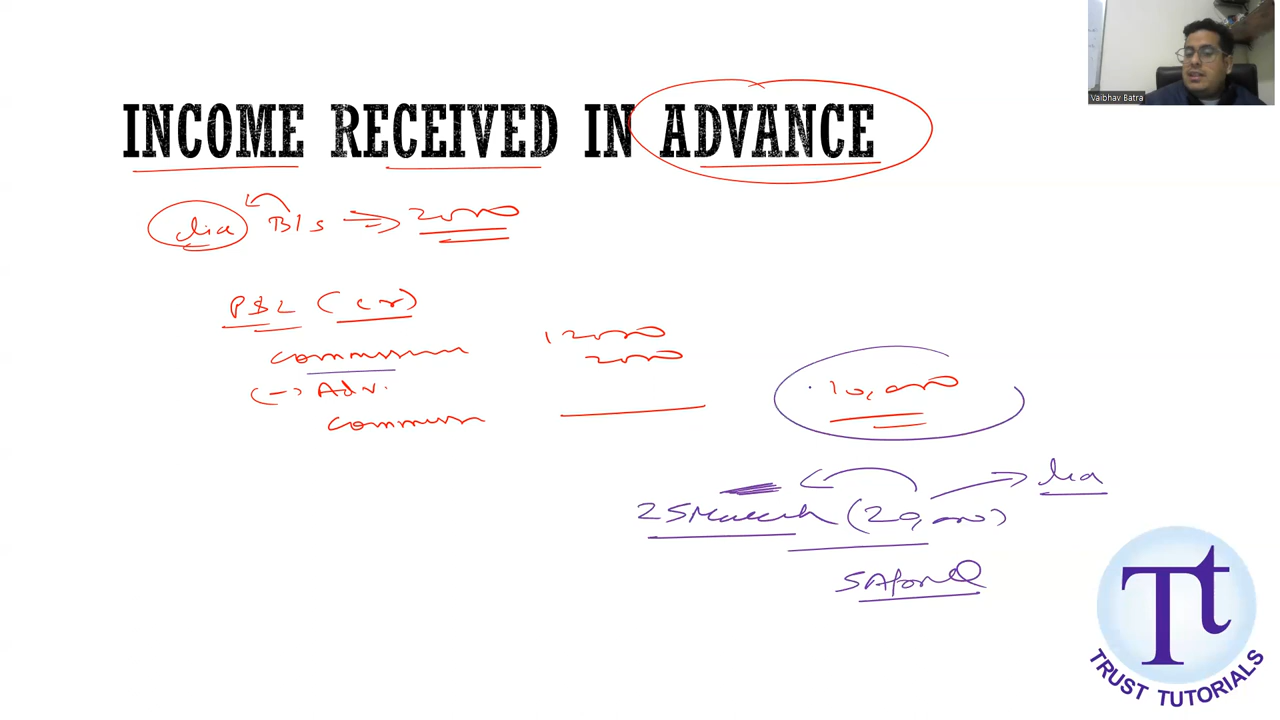 Vaibhav Batra
INCOME RECEIVED IN ADVANCE
Lia B/s ⇒ 2000
P&L (cr)
Commission 12000
(-) Adv. 2000
Commission
10,000
25 March (20,000) → Lia
5 April
Tt
TRUST TUTORIALS